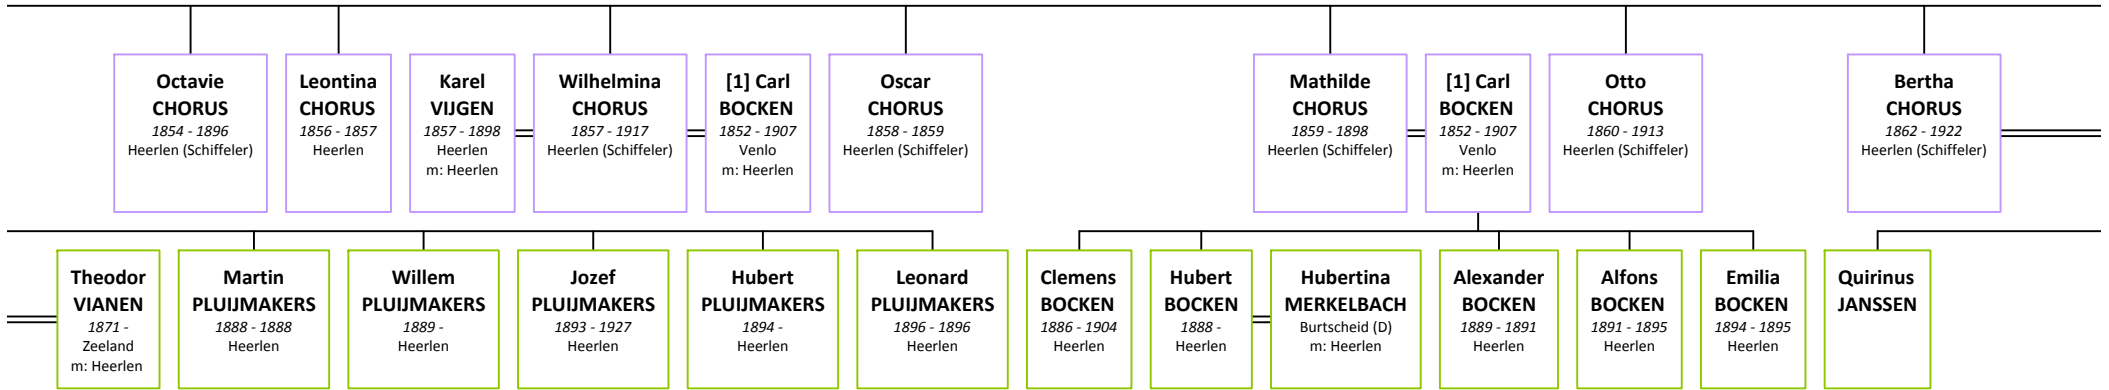 Octavie
CHORUS
1854 - 1896
Heerlen (Schiffeler)
Leontina
CHORUS
1856 - 1857
Heerlen
Karel
VIJGEN
1857 - 1898
Heerlen
m: Heerlen
Wilhelmina
CHORUS
1857 - 1917
Heerlen (Schiffeler)
[1] Carl
BOCKEN
1852 - 1907
Venlo
m: Heerlen
Oscar
CHORUS
1858 - 1859
Heerlen (Schiffeler)
Mathilde
CHORUS
1859 - 1898
Heerlen (Schiffeler)
[1] Carl
BOCKEN
1852 - 1907
Venlo
m: Heerlen
Otto
CHORUS
1860 - 1913
Heerlen (Schiffeler)
Bertha
CHORUS
1862 - 1922
Heerlen (Schiffeler)
Theodor
VIANEN
1871 -
Zeeland
m: Heerlen
Martin
PLUIJMAKERS
1888 - 1888
Heerlen
Willem
PLUIJMAKERS
1889 -
Heerlen
Jozef
PLUIJMAKERS
1893 - 1927
Heerlen
Hubert
PLUIJMAKERS
1894 -
Heerlen
Leonard
PLUIJMAKERS
1896 - 1896
Heerlen
Clemens
BOCKEN
1886 - 1904
Heerlen
Hubert
BOCKEN
1888 -
Heerlen
Hubertina
MERKELBACH
Burtscheid (D)
m: Heerlen
Alexander
BOCKEN
1889 - 1891
Heerlen
Alfons
BOCKEN
1891 - 1895
Heerlen
Emilia
BOCKEN
1894 - 1895
Heerlen
Quirinus
JANSSEN